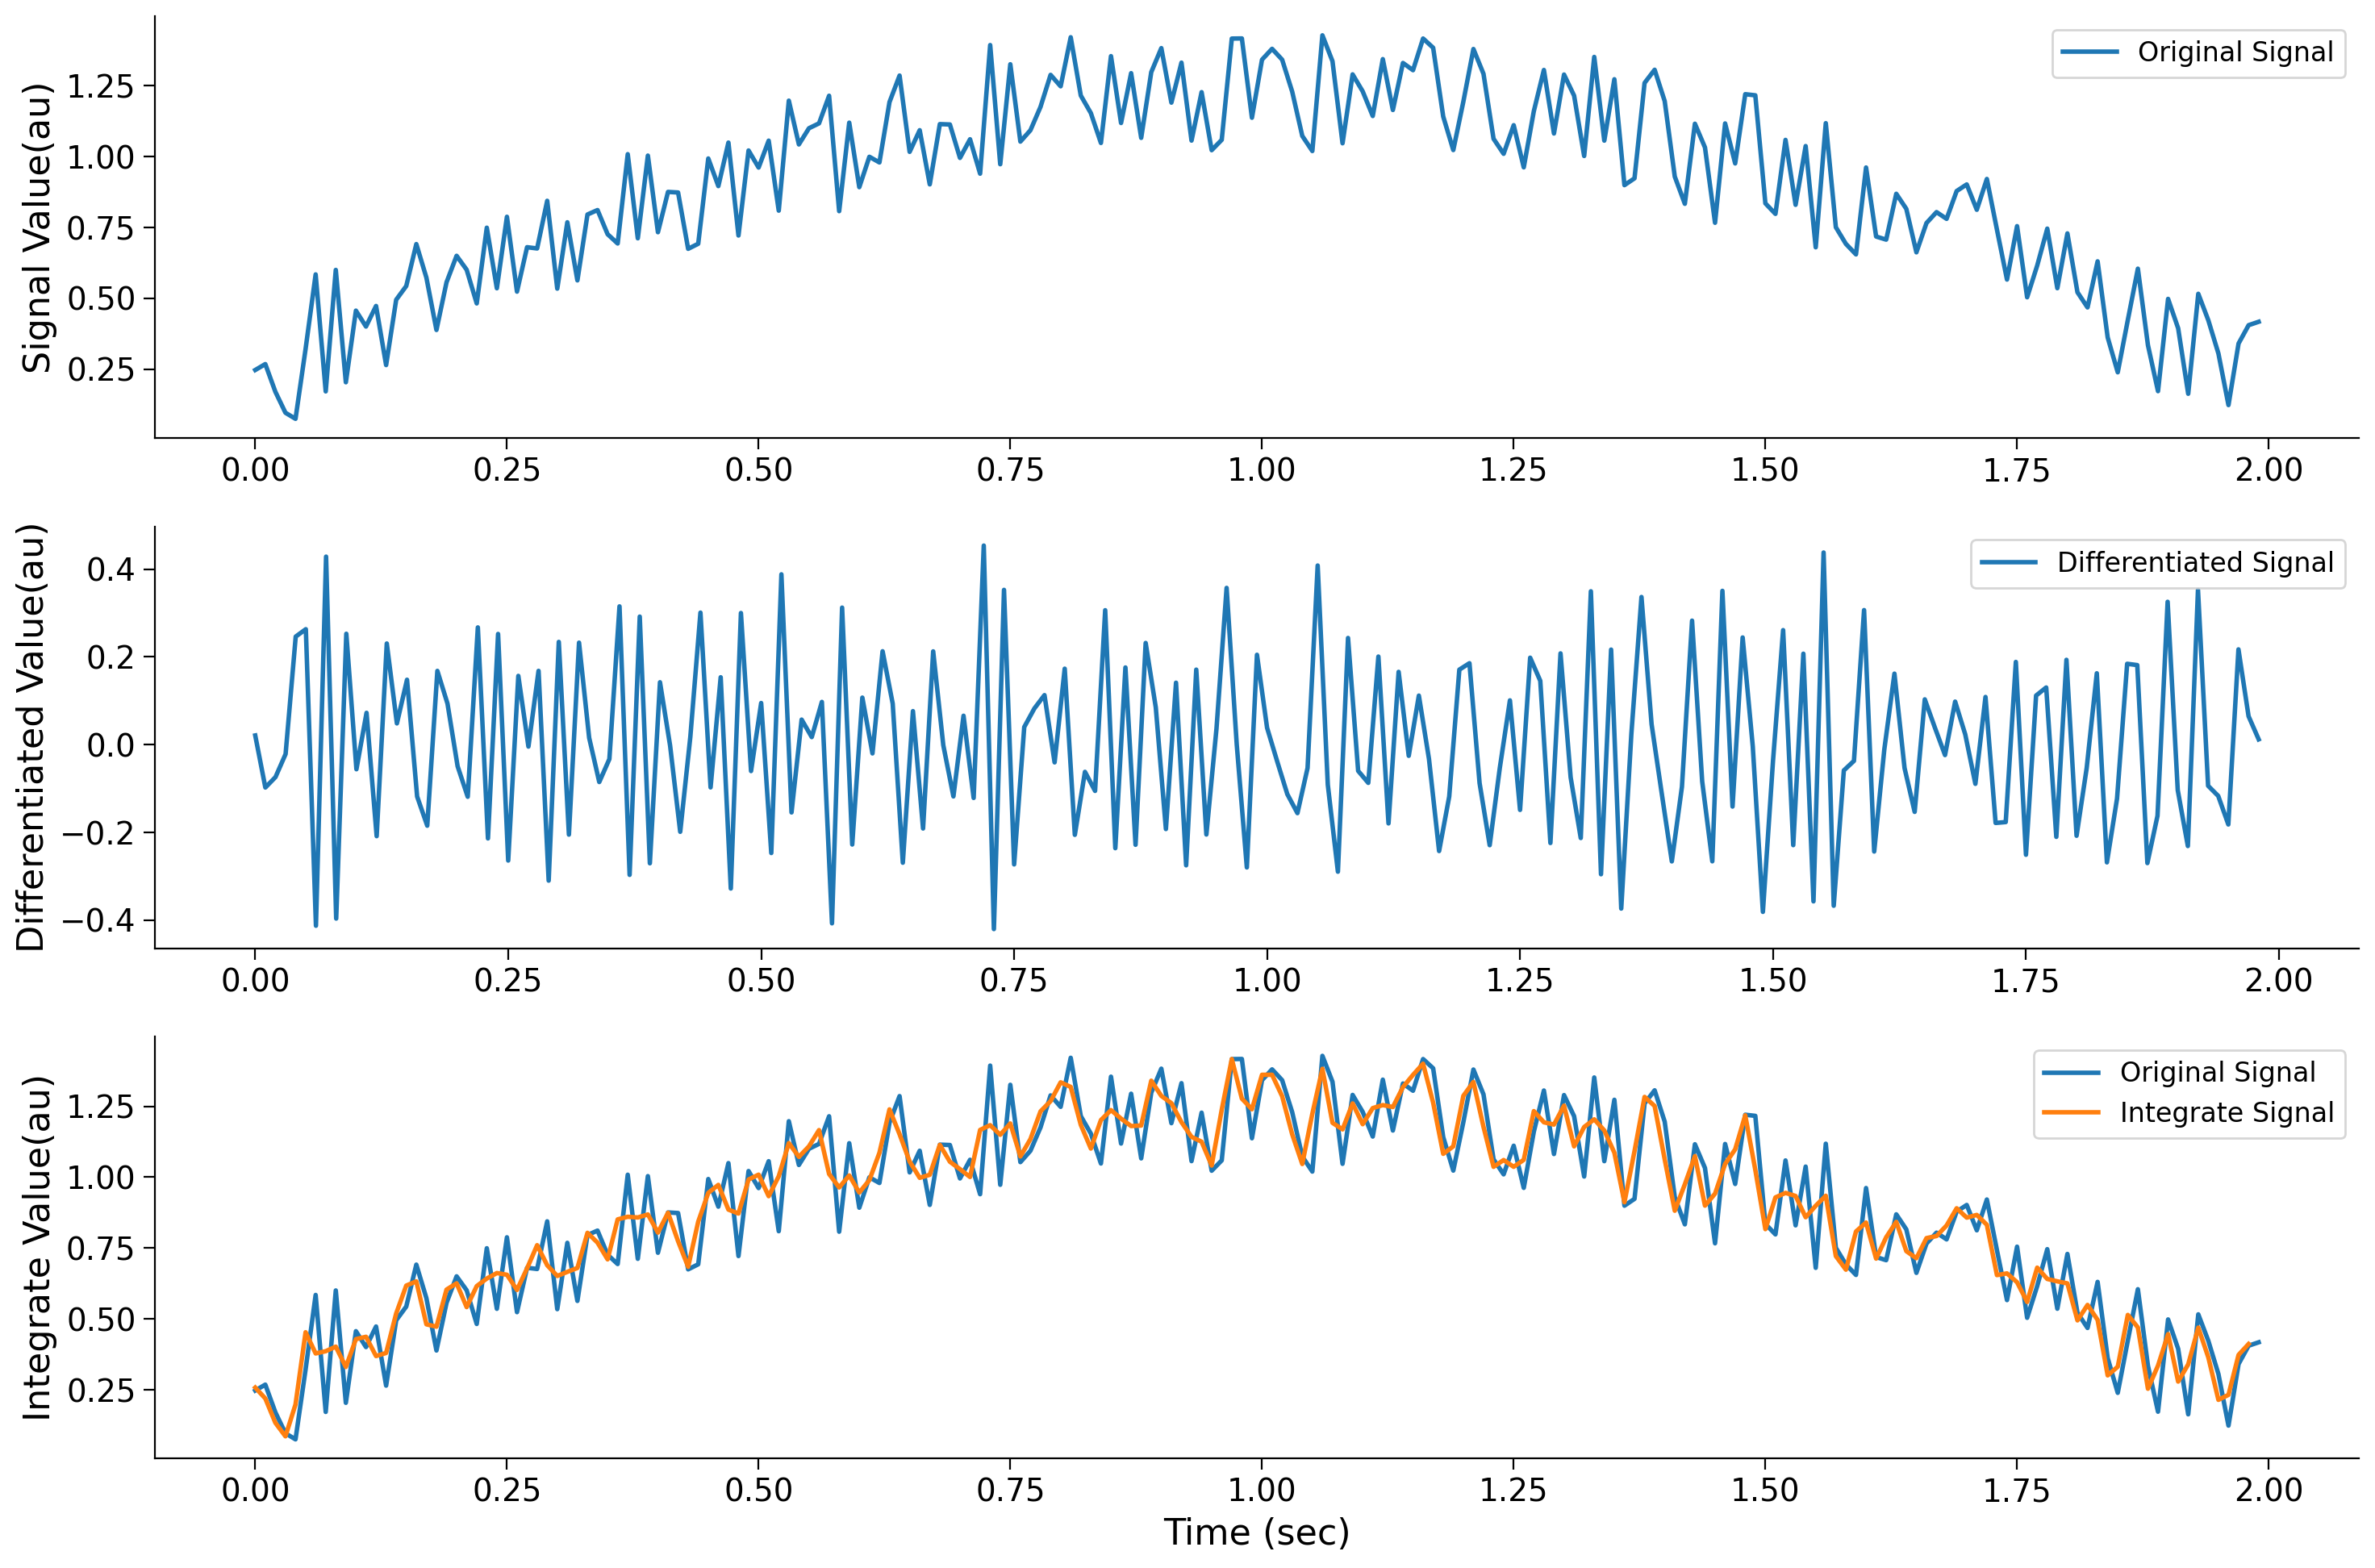 Signal Value(au)
1.25
1.00
0.75
0.50
0.25
Original Signal
0.00 0.25 0.50 0.75 1.00 1.25 1.50 1.75 2.00
Differentiated Value(au)
0.4
0.2
0.0
−0.2
−0.4
Differentiated Signal
0.00 0.25 0.50 0.75 1.00 1.25 1.50 1.75 2.00
Integrate Value(au)
1.25
1.00
0.75
0.50
0.25
Original Signal
Integrate Signal
0.00 0.25 0.50 0.75 1.00 1.25 1.50 1.75 2.00
Time (sec)